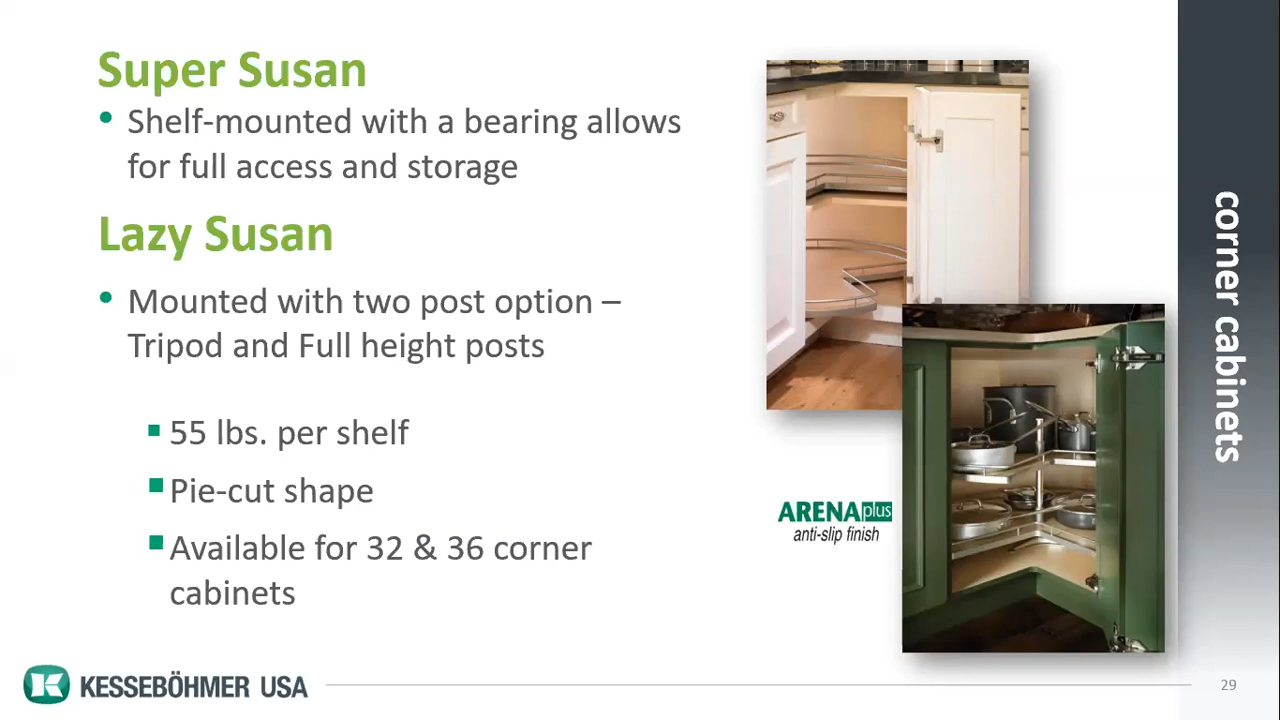 Super Susan
• Shelf-mounted with a bearing allows
for full access and storage
Lazy Susan
• Mounted with two post option –
Tripod and Full height posts
▪ 55 lbs. per shelf
▪ Pie-cut shape
▪ Available for 32 & 36 corner
cabinets
ARENA plus
anti-slip finish
corner cabinets
KESSEBÖHMER USA
29